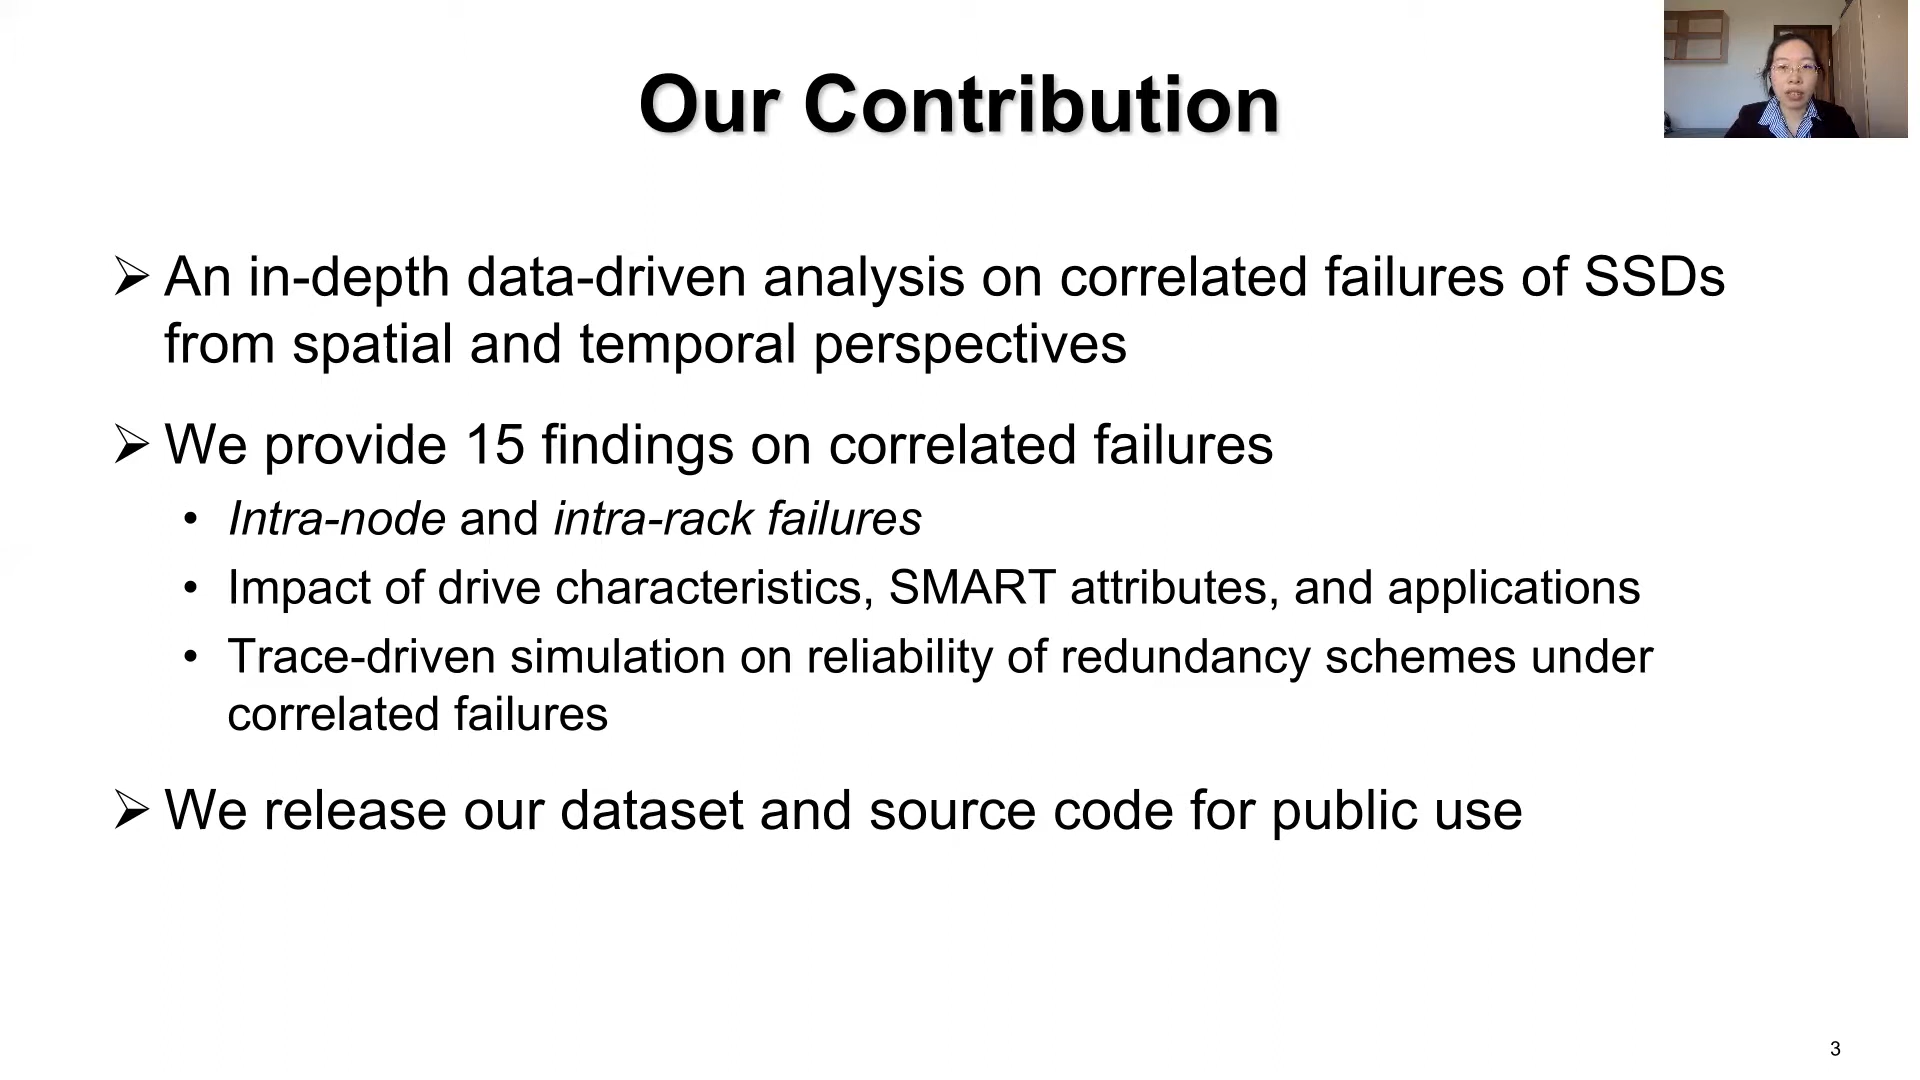 Our Contribution
➢ An in-depth data-driven analysis on correlated failures of SSDs
from spatial and temporal perspectives
➢ We provide 15 findings on correlated failures
• Intra-node and intra-rack failures
• Impact of drive characteristics, SMART attributes, and applications
• Trace-driven simulation on reliability of redundancy schemes under
correlated failures
➢ We release our dataset and source code for public use
3